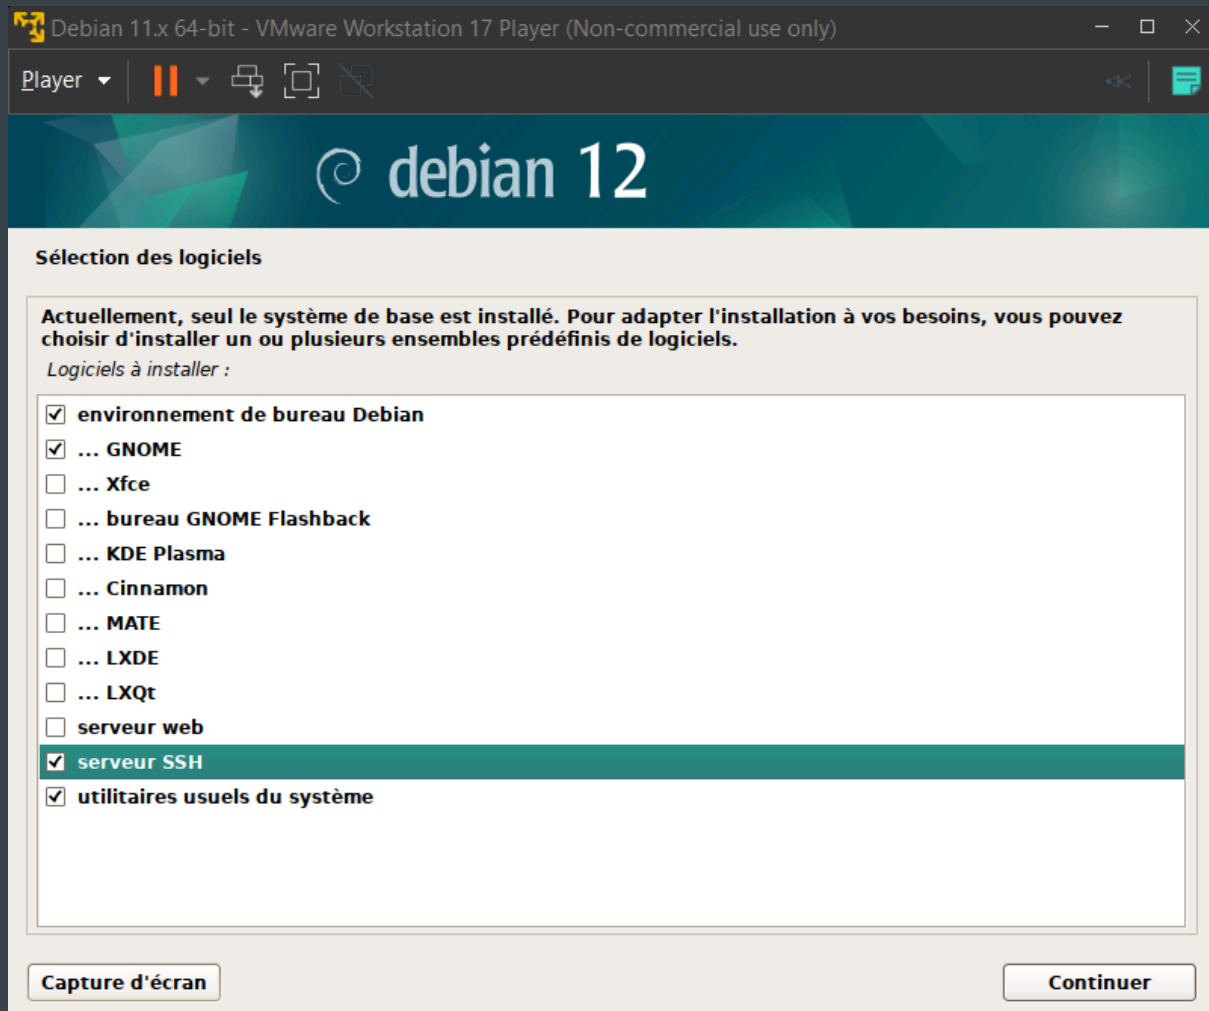 Debian 11.x 64-bit - VMware Workstation 17 Player (Non-commercial use only)
Player
debian 12
Sélection des logiciels
Actuellement, seul le système de base est installé. Pour adapter l'installation à vos besoins, vous pouvez
choisir d'installer un ou plusieurs ensembles prédéfinis de logiciels.
Logiciels à installer :
environnement de bureau Debian
... GNOME
... Xfce
... bureau GNOME Flashback
... KDE Plasma
... Cinnamon
... MATE
... LXDE
... LXQt
serveur web
serveur SSH
utilitaires usuels du système
Capture d'écran
Continuer